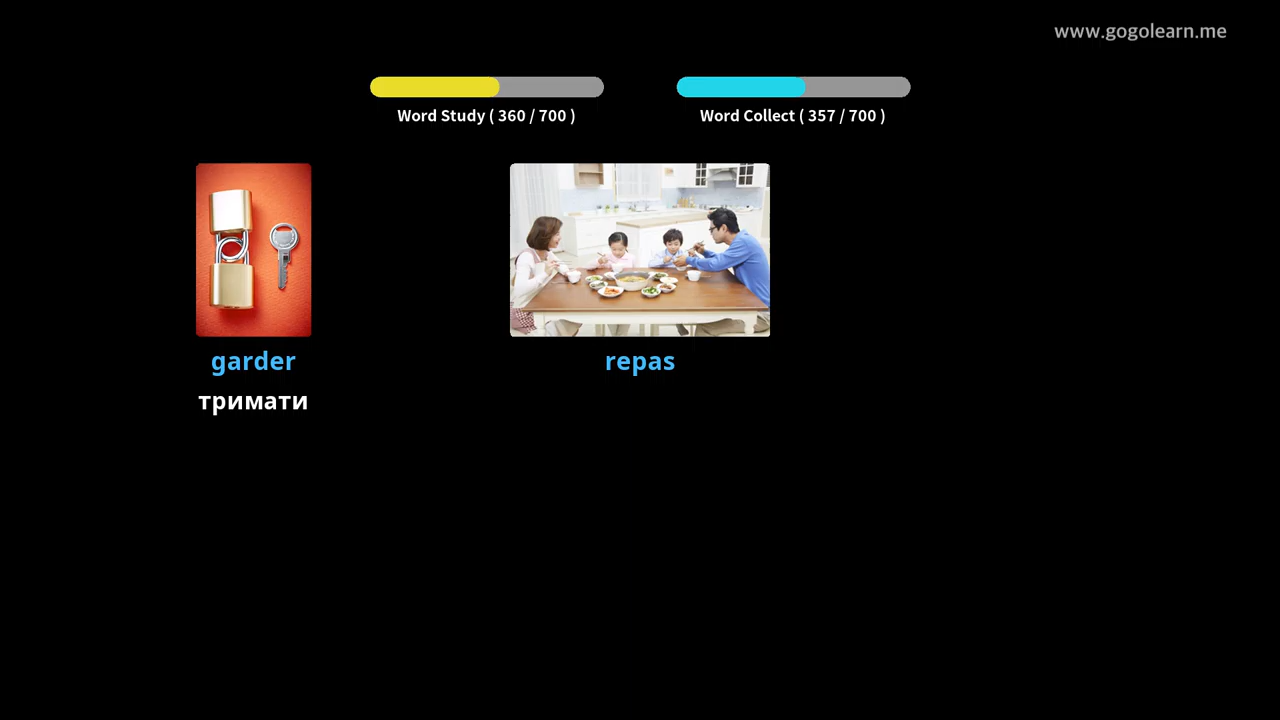 www.gogolearn.me
Word Study ( 360 / 700 )
Word Collect ( 357 / 700 )
garder
repas
тримати